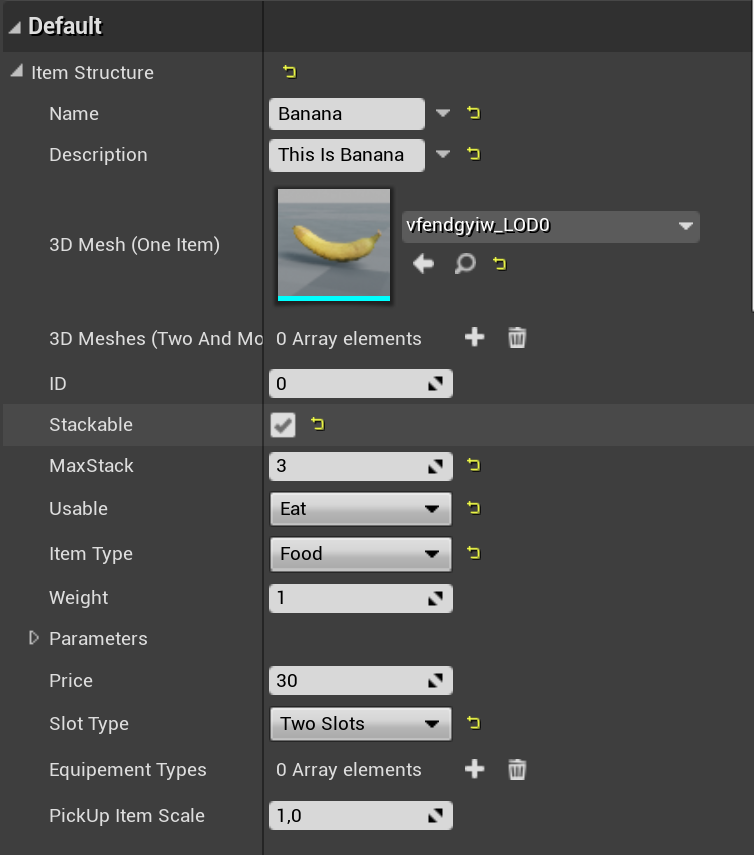 Default
Item Structure
Name Banana
Description This Is Banana
3D Mesh (One Item) vfendgyiw_LOD0
3D Meshes (Two And Mo 0 Array elements
ID 0
Stackable
MaxStack 3
Usable Eat
Item Type Food
Weight 1
Parameters
Price 30
Slot Type Two Slots
Equipement Types 0 Array elements
PickUp Item Scale 1,0